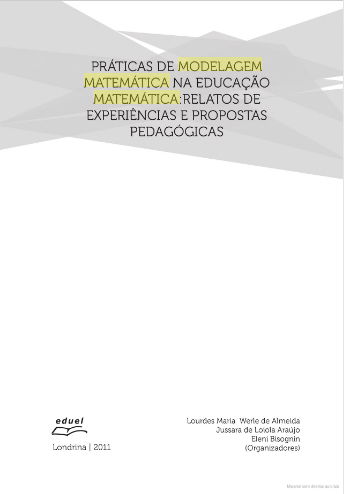 PRÁTICAS DE MODELAGEM
MATEMÁTICA NA EDUCAÇÃO
MATEMÁTICA:RELATOS DE
EXPERIÊNCIAS E PROPOSTAS
PEDAGÓGICAS
eduel
Londrina | 2011
Lourdes Maria Werle de Almeida
Jussara de Loiola Araújo
Eleni Bisognin
(Organizadores)